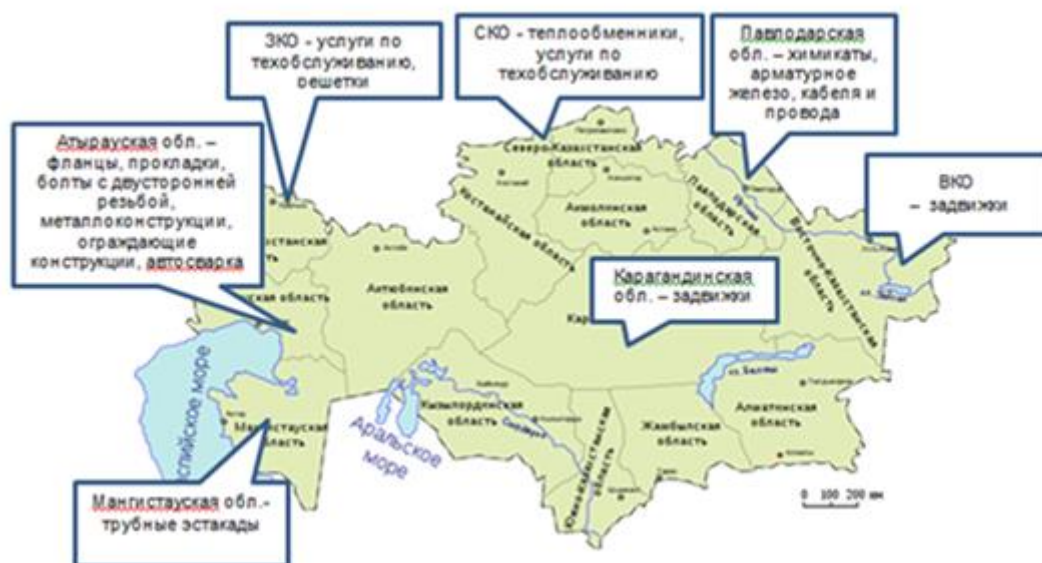 ЗКО - услуги по
техобслуживанию,
решетки
СКО - теплообменники,
услуги по
техобслуживанию
Павлодарская
обл. – химикаты,
арматурное
железо, кабеля и
провода
Атырауская обл. –
фланцы, прокладки,
болты с двусторонней
резьбой,
металлоконструкции,
ограждающие
конструкции, автосварка
ВКО
– задвижки
Карагандинская
обл. – задвижки
Мангистауская обл.-
трубные эстакады
Северо-Казахстанская
область
Костанайская область
Акмолинская
область
Павлодарская
область
Восточно-Казахстанская
область
Актюбинская
область
Кызылординская
область
Южно-Казахстанская
область
Жамбылская
область
Алматинская
область
Аральское
море
0 100 200 км